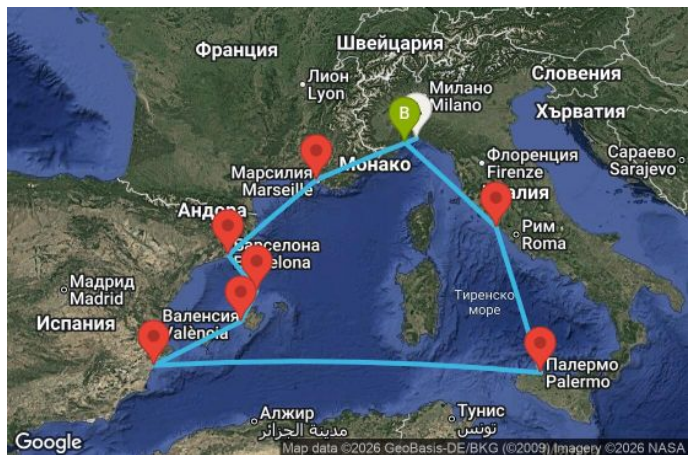 Франция
Швейцария
Лион
Lyon
Милано
Milano
Словения
Хърватия
B
Марсилия
Marseille
Монако
Флоренция
Firenze
Сараево
Sarajevo
Андора
Рим
Roma
Барселона
Мадрид
Madrid
Испания
Валенсия
València
Тиренско
море
Палермо
Palermo
Алжир
مدينة الجزائر
Тунис
تونس
Google
Map data ©2026 GeoBasis-DE/BKG (©2009) Imagery ©2026 NASA